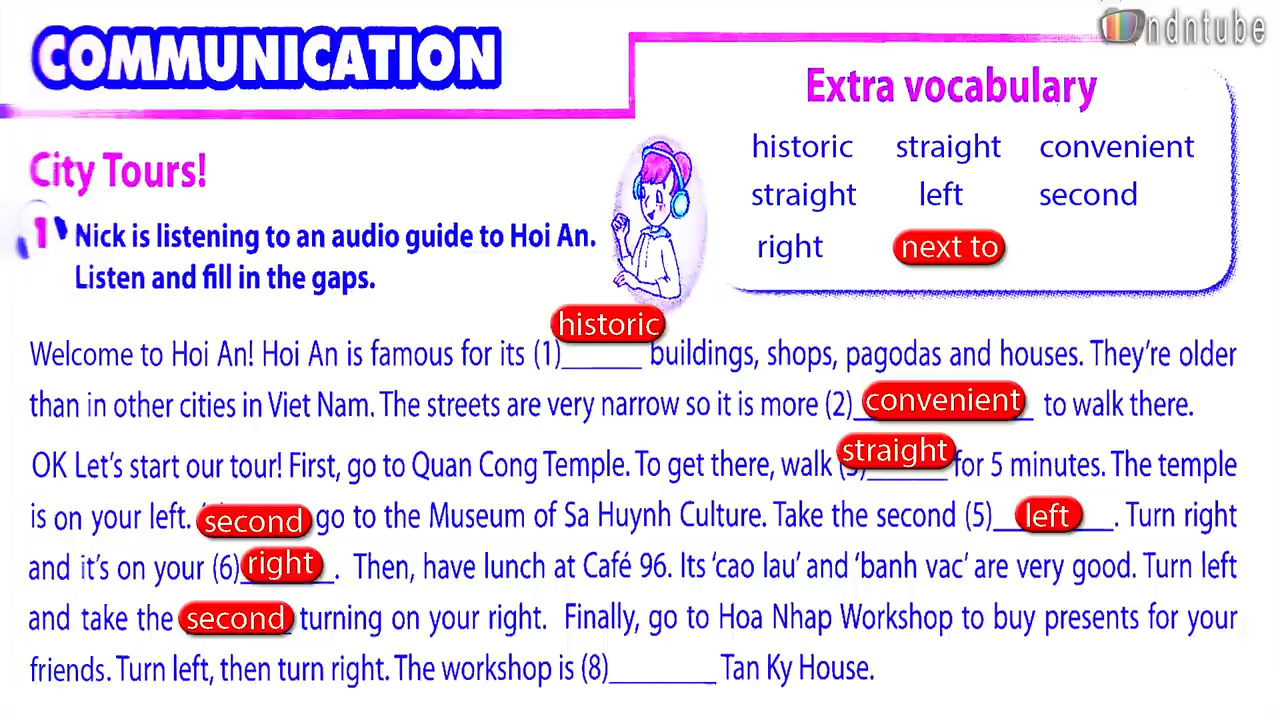 COMMUNICATION
ndntube
Extra vocabulary
historic straight convenient
straight left second
right next to
City Tours!
1 Nick is listening to an audio guide to Hoi An.
Listen and fill in the gaps.
Welcome to Hoi An! Hoi An is famous for its (1) historic buildings, shops, pagodas and houses. They're older
than in other cities in Viet Nam. The streets are very narrow so it is more (2) convenient to walk there.
OK Let's start our tour! First, go to Quan Cong Temple. To get there, walk straight for 5 minutes. The temple
is on your left. second go to the Museum of Sa Huynh Culture. Take the second (5) left. Turn right
and it's on your (6) right. Then, have lunch at Café 96. Its 'cao lau' and 'banh vac' are very good. Turn left
and take the second turning on your right. Finally, go to Hoa Nhap Workshop to buy presents for your
friends. Turn left, then turn right. The workshop is (8)________ Tan Ky House.